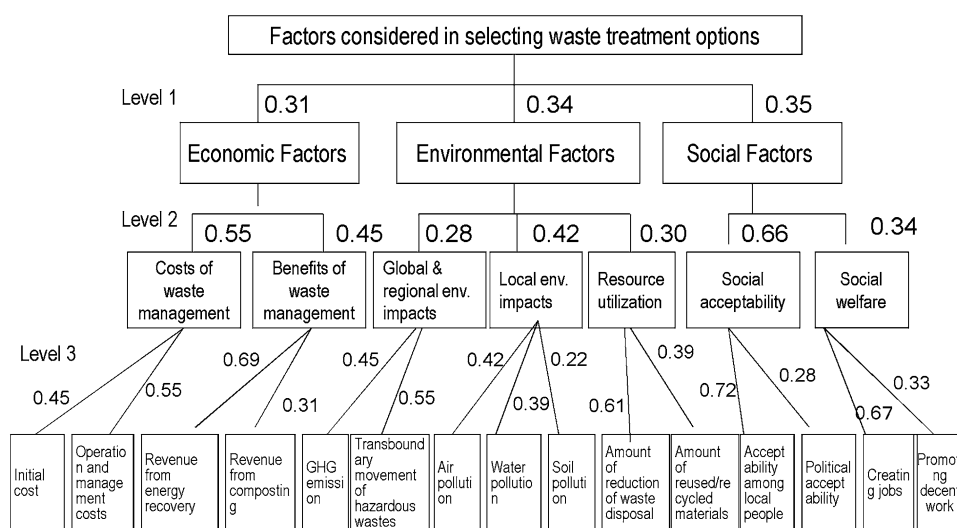 Factors considered in selecting waste treatment options
Level 1
0.31
0.34
0.35
Economic Factors
Environmental Factors
Social Factors
Level 2
0.55
0.45
0.28
0.42
0.30
0.66
0.34
Costs of
waste
management
Benefits of
waste
management
Global &
regional env.
impacts
Local env.
impacts
Resource
utilization
Social
acceptability
Social
welfare
Level 3
0.45
0.55
0.69
0.31
0.45
0.55
0.42
0.39
0.22
0.61
0.39
0.72
0.28
0.67
0.33
Initial
cost
Operatio
n and
manage
ment
costs
Revenue
from
energy
recovery
Revenue
from
compostin
g
GHG
emissi
on
Transbound
ary
movement
of
hazardous
wastes
Air
pollu
tion
Water
pollutio
n
Soil
pollu
tion
Amount
of
reduction
of waste
disposal
Amount
of
reused/re
cycled
materials
Accept
ability
among
local
people
Political
accept
ability
Creatin
g jobs
Promoti
ng
decent
work